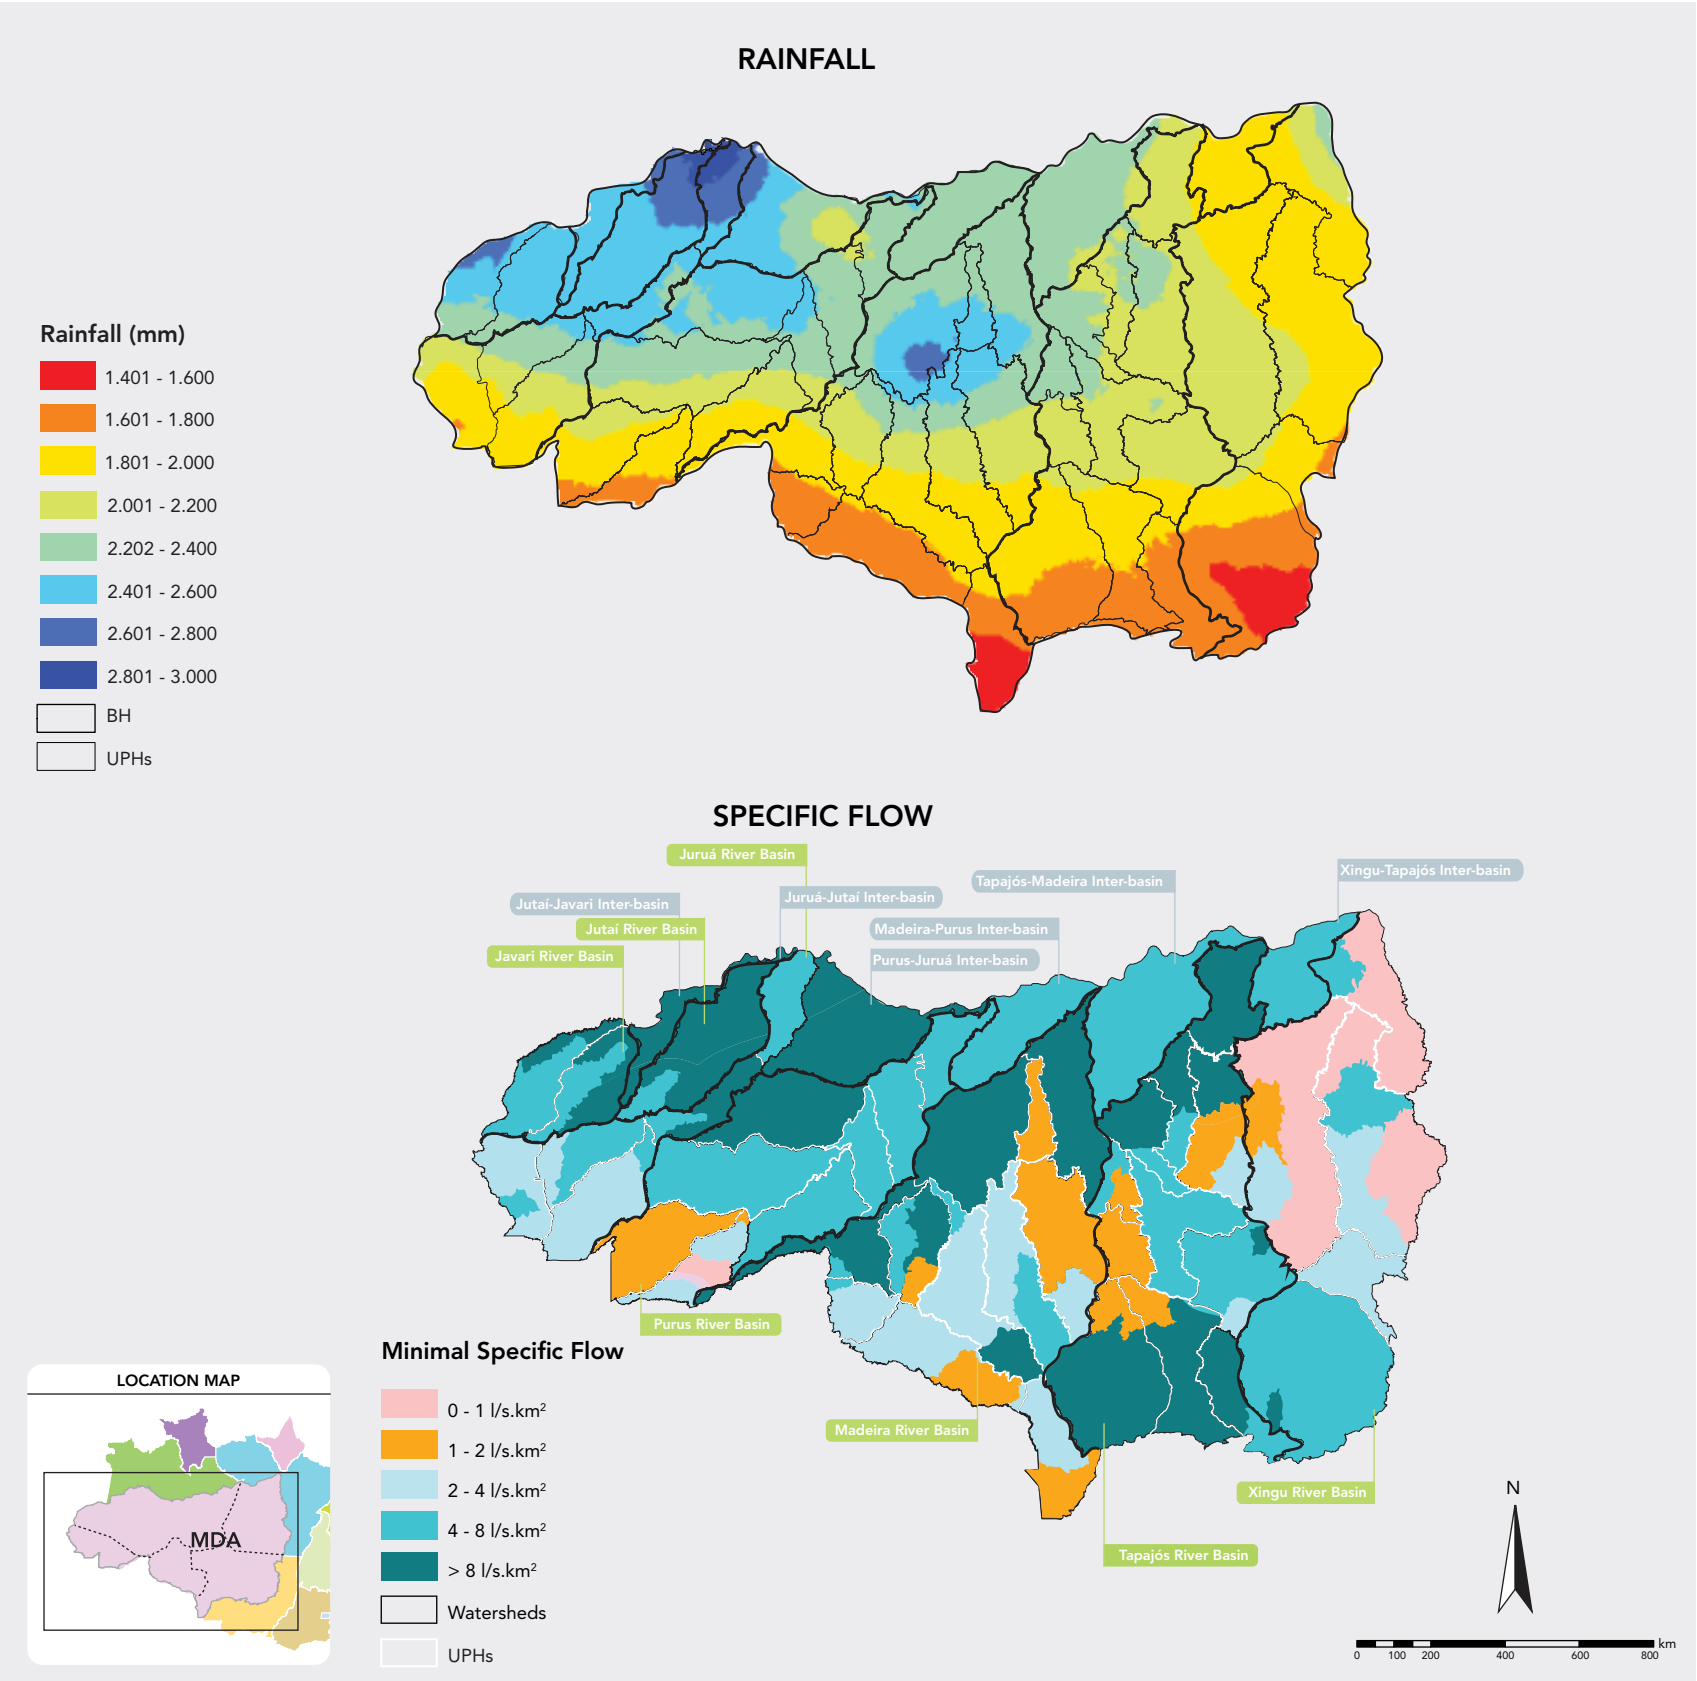 RAINFALL
Rainfall (mm)
1.401 - 1.600
1.601 - 1.800
1.801 - 2.000
2.001 - 2.200
2.202 - 2.400
2.401 - 2.600
2.601 - 2.800
2.801 - 3.000
BH
UPHs
SPECIFIC FLOW
Juruá River Basin
Xingu-Tapajós Inter-basin
Tapajós-Madeira Inter-basin
Jutaí-Javari Inter-basin
Juruá-Jutaí Inter-basin
Jutaí River Basin
Madeira-Purus Inter-basin
Javari River Basin
Purus-Juruá Inter-basin
Purus River Basin
Madeira River Basin
Xingu River Basin
Tapajós River Basin
Minimal Specific Flow
0 - 1 l/s.km²
1 - 2 l/s.km²
2 - 4 l/s.km²
4 - 8 l/s.km²
> 8 l/s.km²
Watersheds
UPHs
LOCATION MAP
MDA
N
km
0 100 200 400 600 800